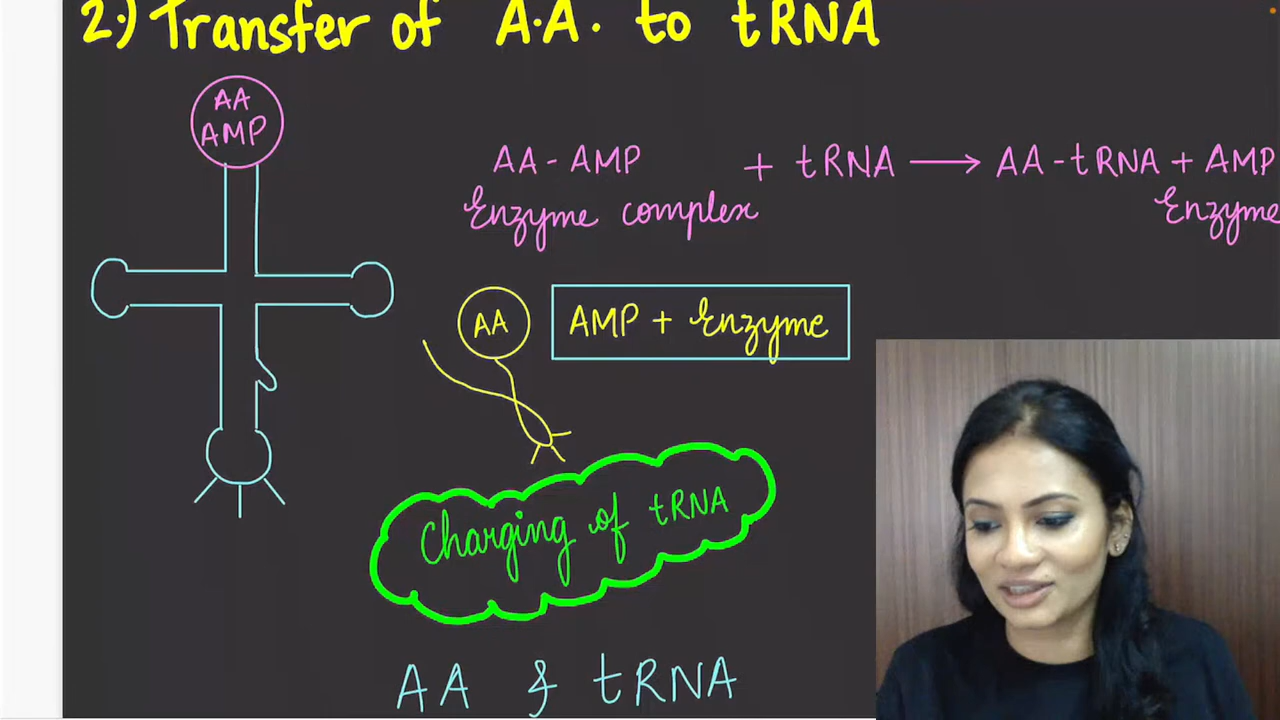 2.) Transfer of A.A. to tRNA
AA
AMP
AA-AMP + tRNA → AA-tRNA + AMP
Enzyme complex Enzyme
AA
AMP + Enzyme
Charging of tRNA
AA & tRNA